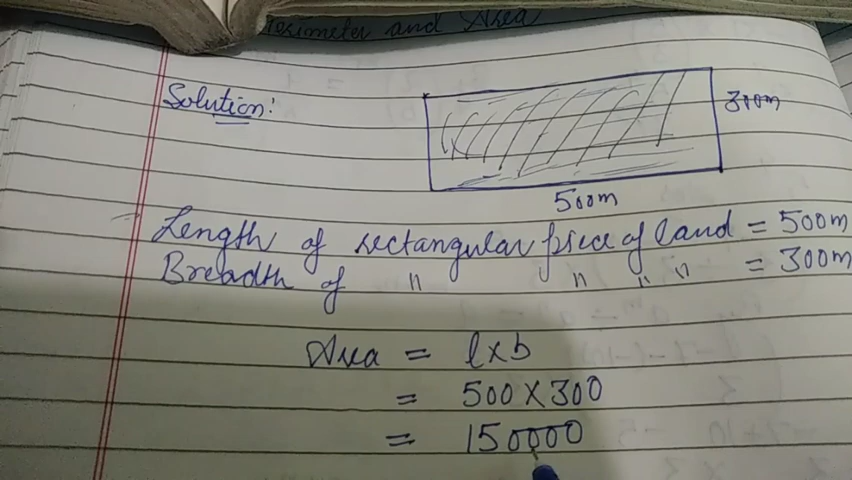 Perimeter and Area
Solution:
300m
500m
Length of rectangular piece of land = 500m
Breadth of " " " " = 300m
Area = l×b
= 500×300
= 150000